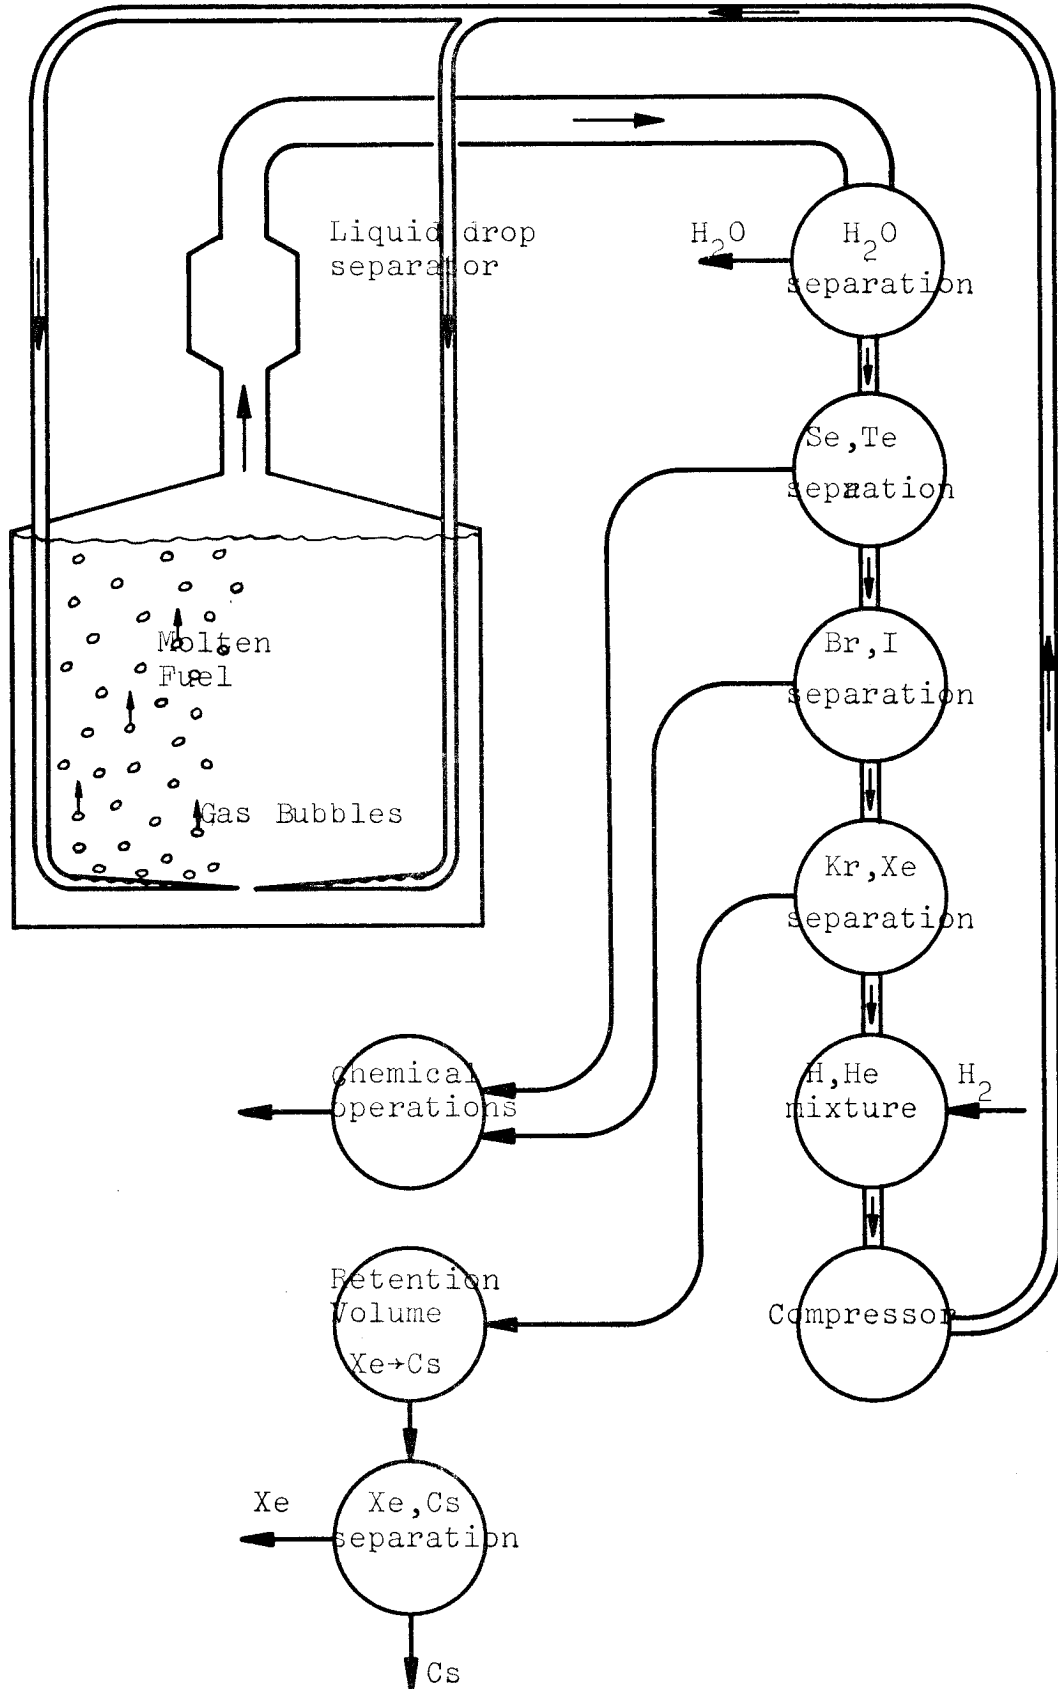 Liquid drop
separator
H₂O
H₂O
separation
Se,Te
separation
Br,I
separation
Molten
Fuel
Gas Bubbles
Kr,Xe
separation
Chemical
operations
H,He
mixture
H₂
Retention
Volume
Xe→Cs
Compressor
Xe
Xe,Cs
separation
Cs